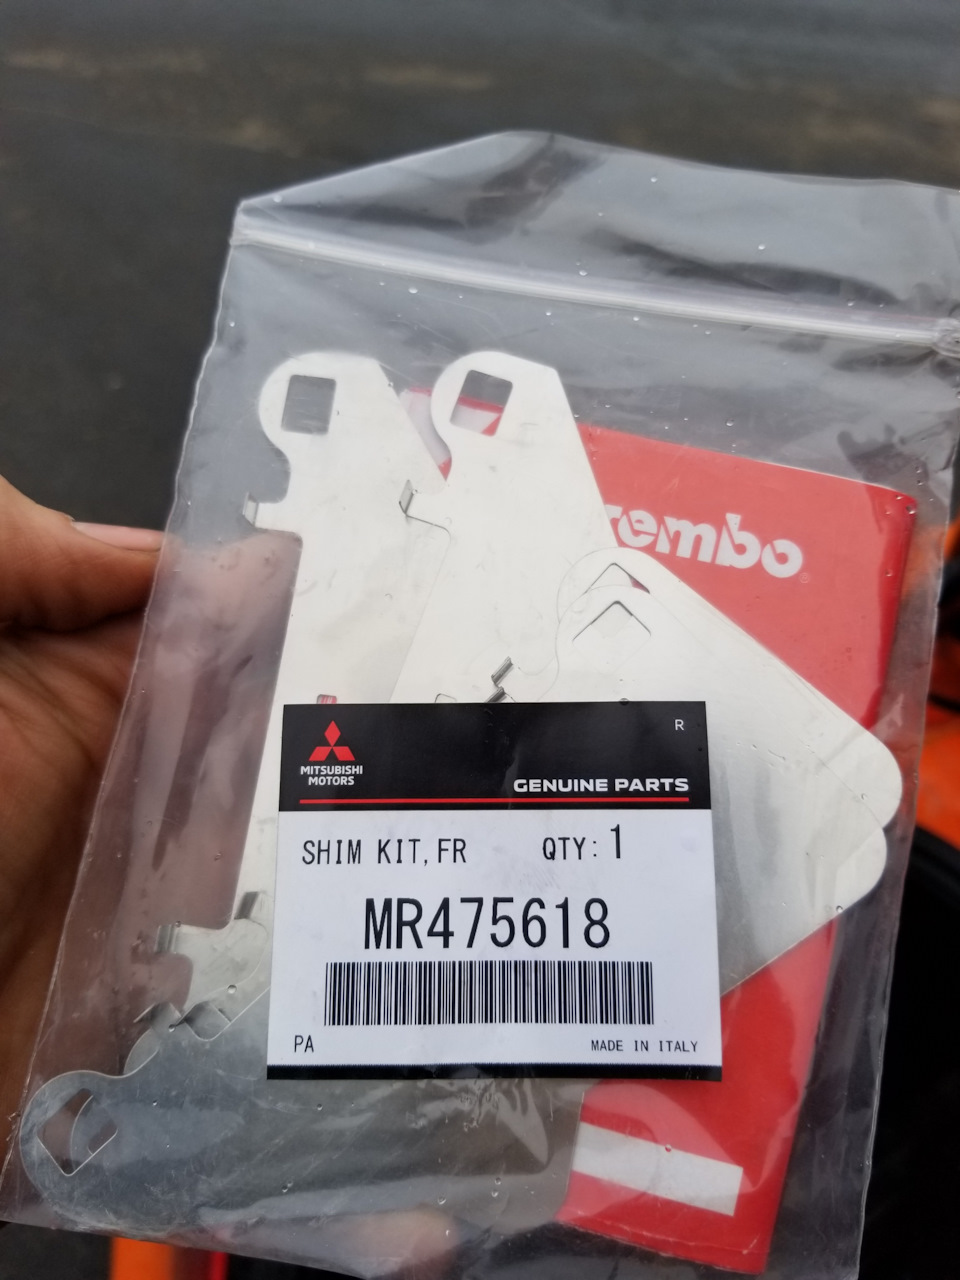 rembo
R
MITSUBISHI
MOTORS
GENUINE PARTS
SHIM KIT, FR QTY: 1
MR475618
PA MADE IN ITALY